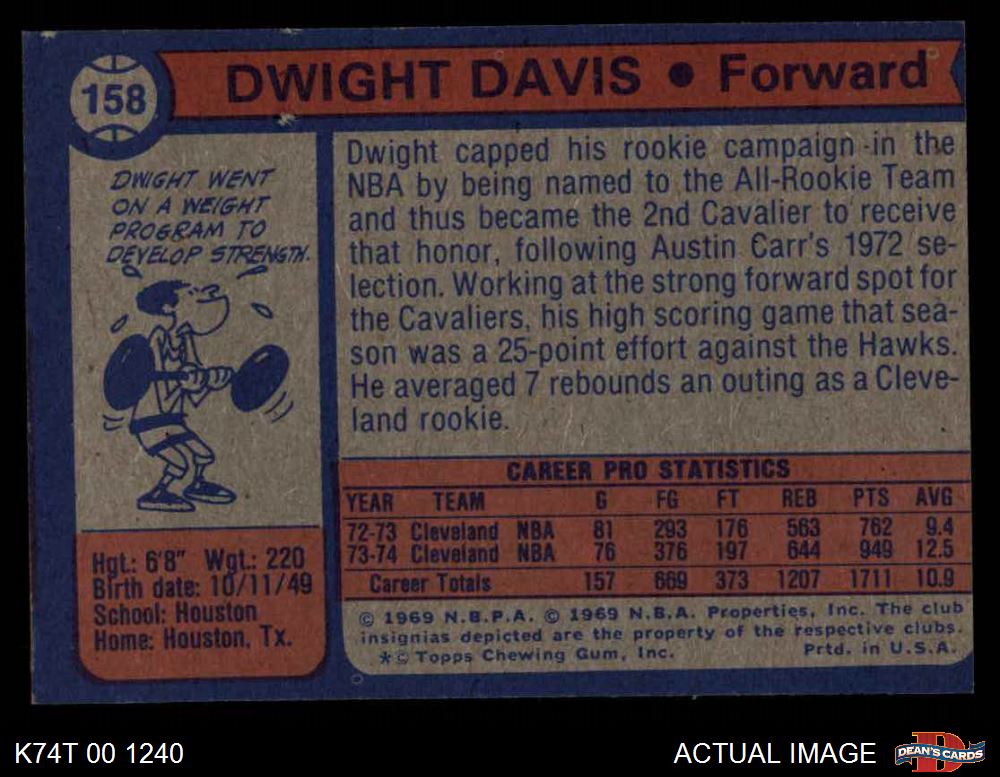 158
DWIGHT DAVIS • Forward
DWIGHT WENT
ON A WEIGHT
PROGRAM TO
DEVELOP STRENGTH.
Dwight capped his rookie campaign in the
NBA by being named to the All-Rookie Team
and thus became the 2nd Cavalier to receive
that honor, following Austin Carr's 1972 se-
lection. Working at the strong forward spot for
the Cavaliers, his high scoring game that sea-
son was a 25-point effort against the Hawks.
He averaged 7 rebounds an outing as a Cleve-
land rookie.
Hgt.: 6'8" Wgt.: 220
Birth date: 10/11/49
School: Houston
Home: Houston, Tx.
CAREER PRO STATISTICS
YEAR TEAM G FG FT REB PTS AVG
72-73 Cleveland NBA 81 293 176 563 762 9.4
73-74 Cleveland NBA 76 376 197 644 949 12.5
Career Totals 157 669 373 1207 1711 10.9
© 1969 N.B.P.A. © 1969 N.B.A. Properties, Inc. The club
insignias depicted are the property of the respective clubs.
*© Topps Chewing Gum, Inc. Prtd. in U.S.A.
K74T 00 1240
ACTUAL IMAGE
D
DEAN'S CARDS